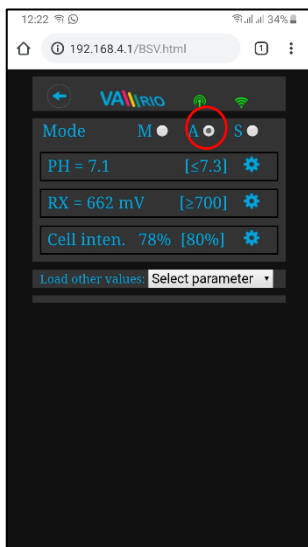 12:22 34%
192.168.4.1/BSV.html 1
VALLIRIO
Mode M A S
PH = 7.1 [≤7.3]
RX = 662 mV [≥700]
Cell inten. 78% [80%]
Load other values: Select parameter